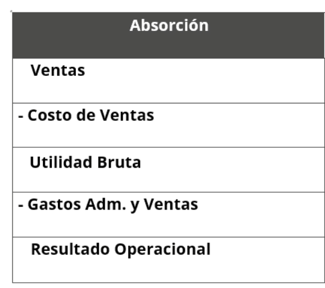 Absorción
Ventas
- Costo de Ventas
Utilidad Bruta
- Gastos Adm. y Ventas
Resultado Operacional